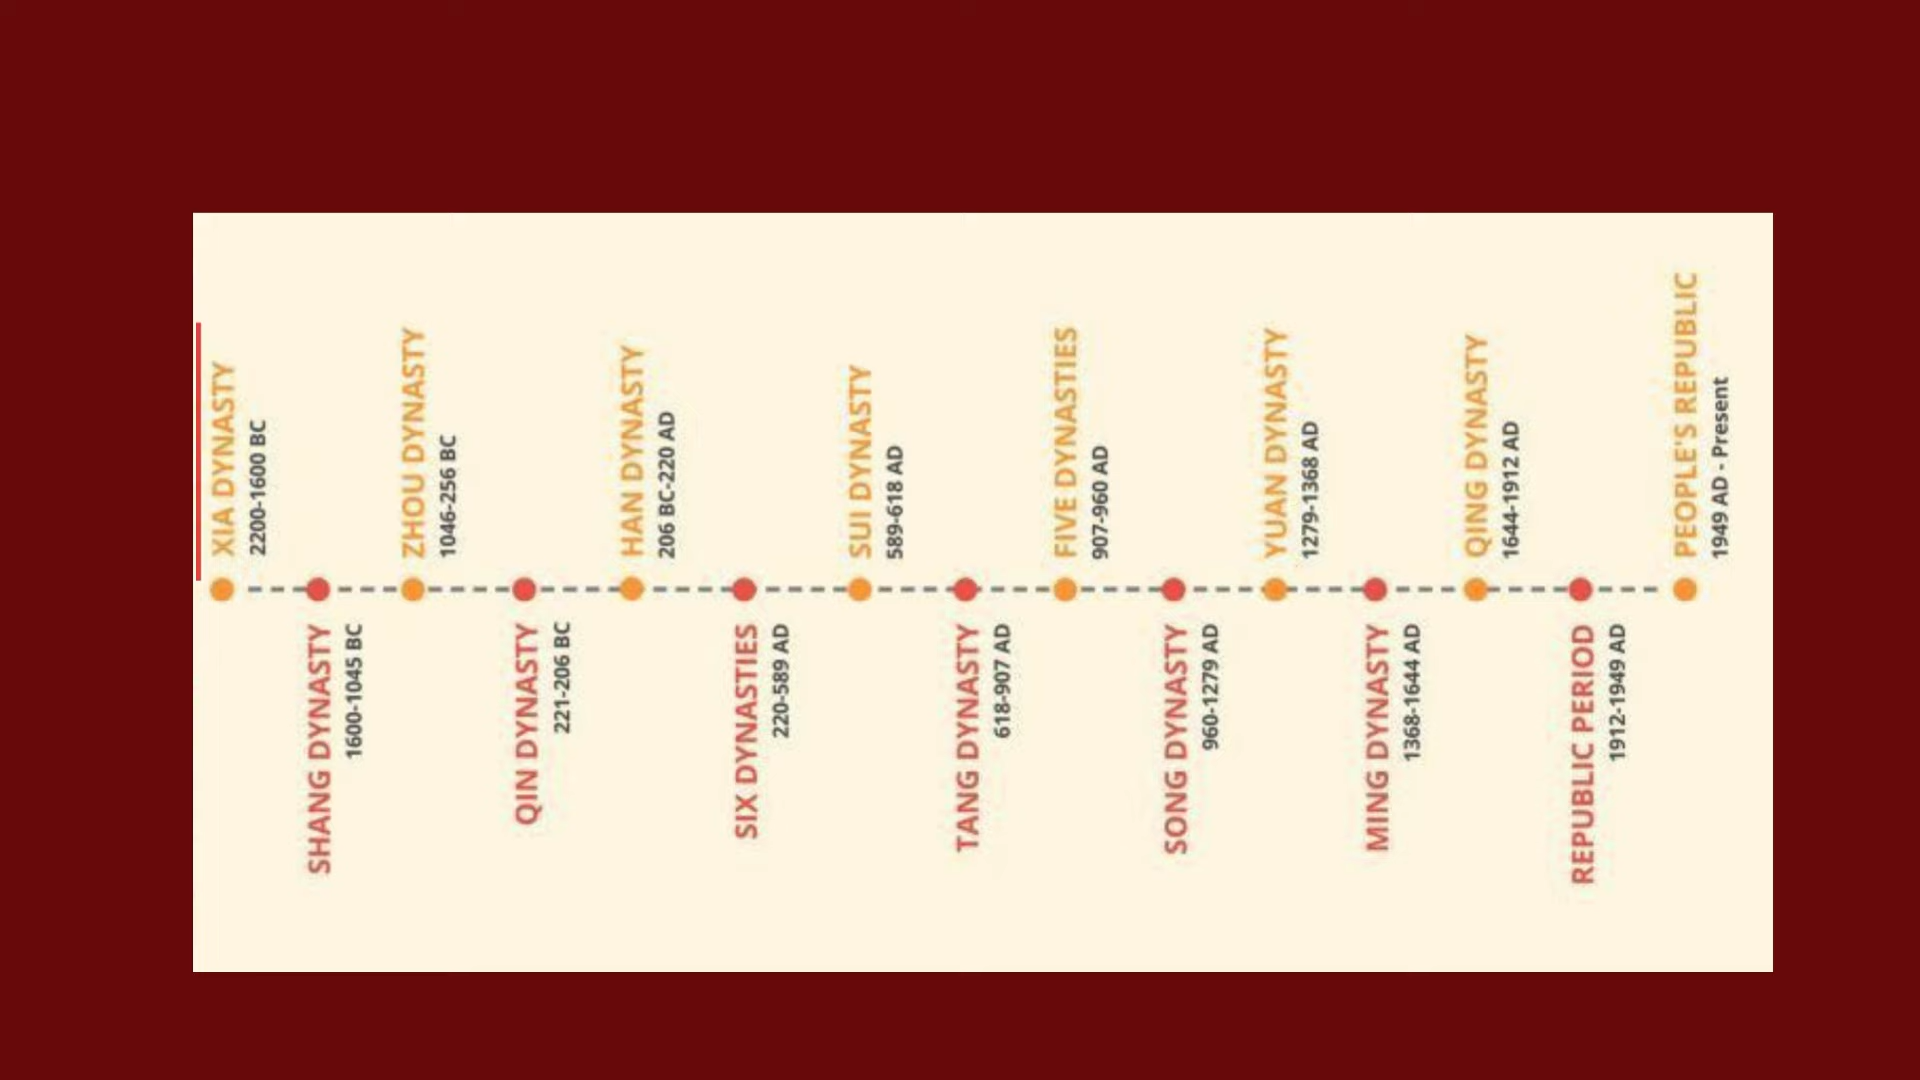 XIA DYNASTY
2200-1600 BC
SHANG DYNASTY
1600-1045 BC
ZHOU DYNASTY
1046-256 BC
QIN DYNASTY
221-206 BC
HAN DYNASTY
206 BC-220 AD
SIX DYNASTIES
220-589 AD
SUI DYNASTY
589-618 AD
TANG DYNASTY
618-907 AD
FIVE DYNASTIES
907-960 AD
SONG DYNASTY
960-1279 AD
YUAN DYNASTY
1279-1368 AD
MING DYNASTY
1368-1644 AD
QING DYNASTY
1644-1912 AD
REPUBLIC PERIOD
1912-1949 AD
PEOPLE'S REPUBLIC
1949 AD - Present